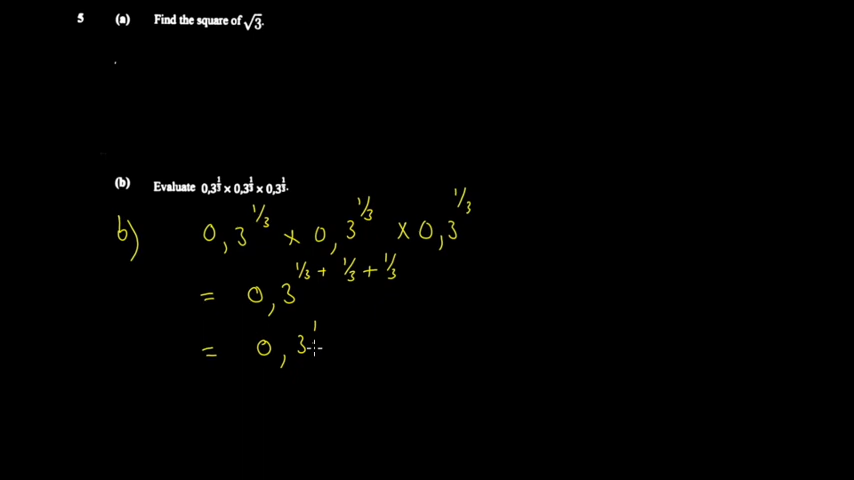 5 (a) Find the square of √3.
(b) Evaluate 0,3^{1/3} × 0,3^{1/3} × 0,3^{1/3}.
b) 0,3^{1/3} × 0,3^{1/3} × 0,3^{1/3}
= 0,3^{1/3 + 1/3 + 1/3}
= 0,3^1